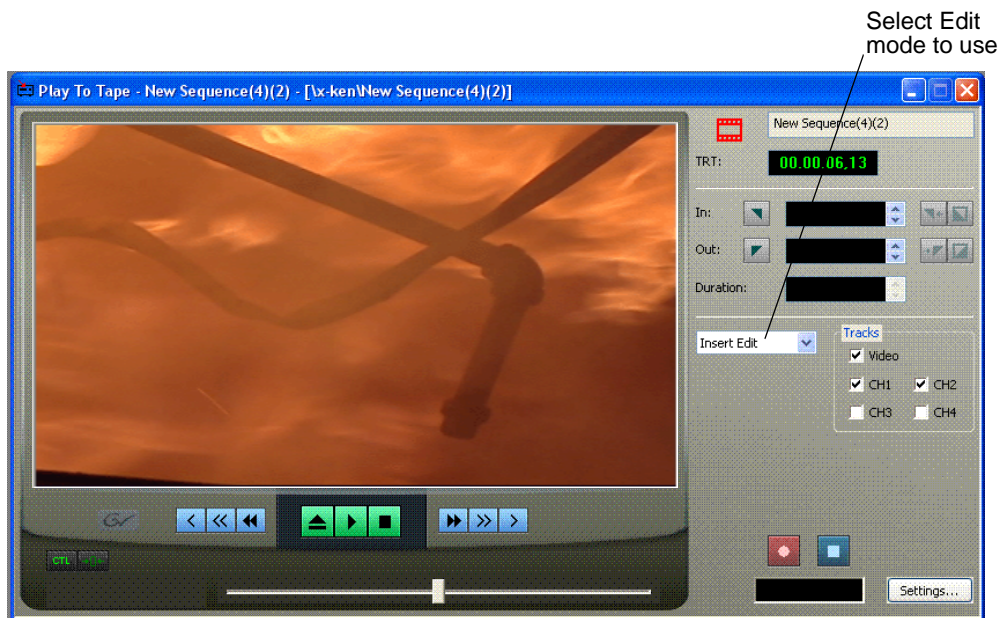 Select Edit
mode to use
Play To Tape - New Sequence(4)(2) - [\x-ken\New Sequence(4)(2)]
New Sequence(4)(2)
TRT: 00.00.06,13
In:
Out:
Duration:
Insert Edit
Tracks
Video
CH1 CH2
CH3 CH4
CTL
Settings...